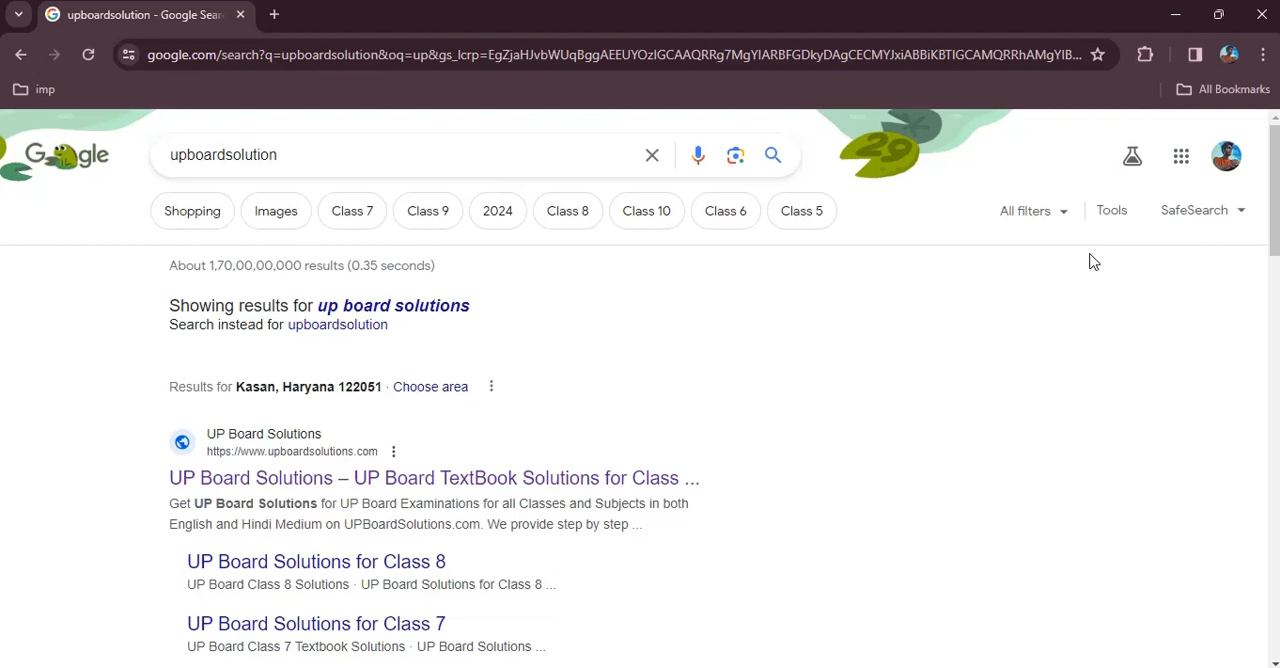 upboardsolution - Google Sear
google.com/search?q=upboardsolution&oq=up&gs_lcrp=EgZjaHJvbWUqBggAEEUYOzIGCAAQRRg7MgYIARBFGDkyDAgCECMYJxiABBiKBTIGCAMQRRhAMgYIB...
imp
All Bookmarks
Google
29
upboardsolution
Shopping
Images
Class 7
Class 9
2024
Class 8
Class 10
Class 6
Class 5
All filters
Tools
SafeSearch
About 1,70,00,00,000 results (0.35 seconds)
Showing results for up board solutions
Search instead for upboardsolution
Results for Kasan, Haryana 122051 · Choose area
UP Board Solutions
https://www.upboardsolutions.com
UP Board Solutions – UP Board TextBook Solutions for Class ...
Get UP Board Solutions for UP Board Examinations for all Classes and Subjects in both
English and Hindi Medium on UPBoardSolutions.com. We provide step by step ...
UP Board Solutions for Class 8
UP Board Class 8 Solutions · UP Board Solutions for Class 8 ...
UP Board Solutions for Class 7
UP Board Class 7 Textbook Solutions · UP Board Solutions ...